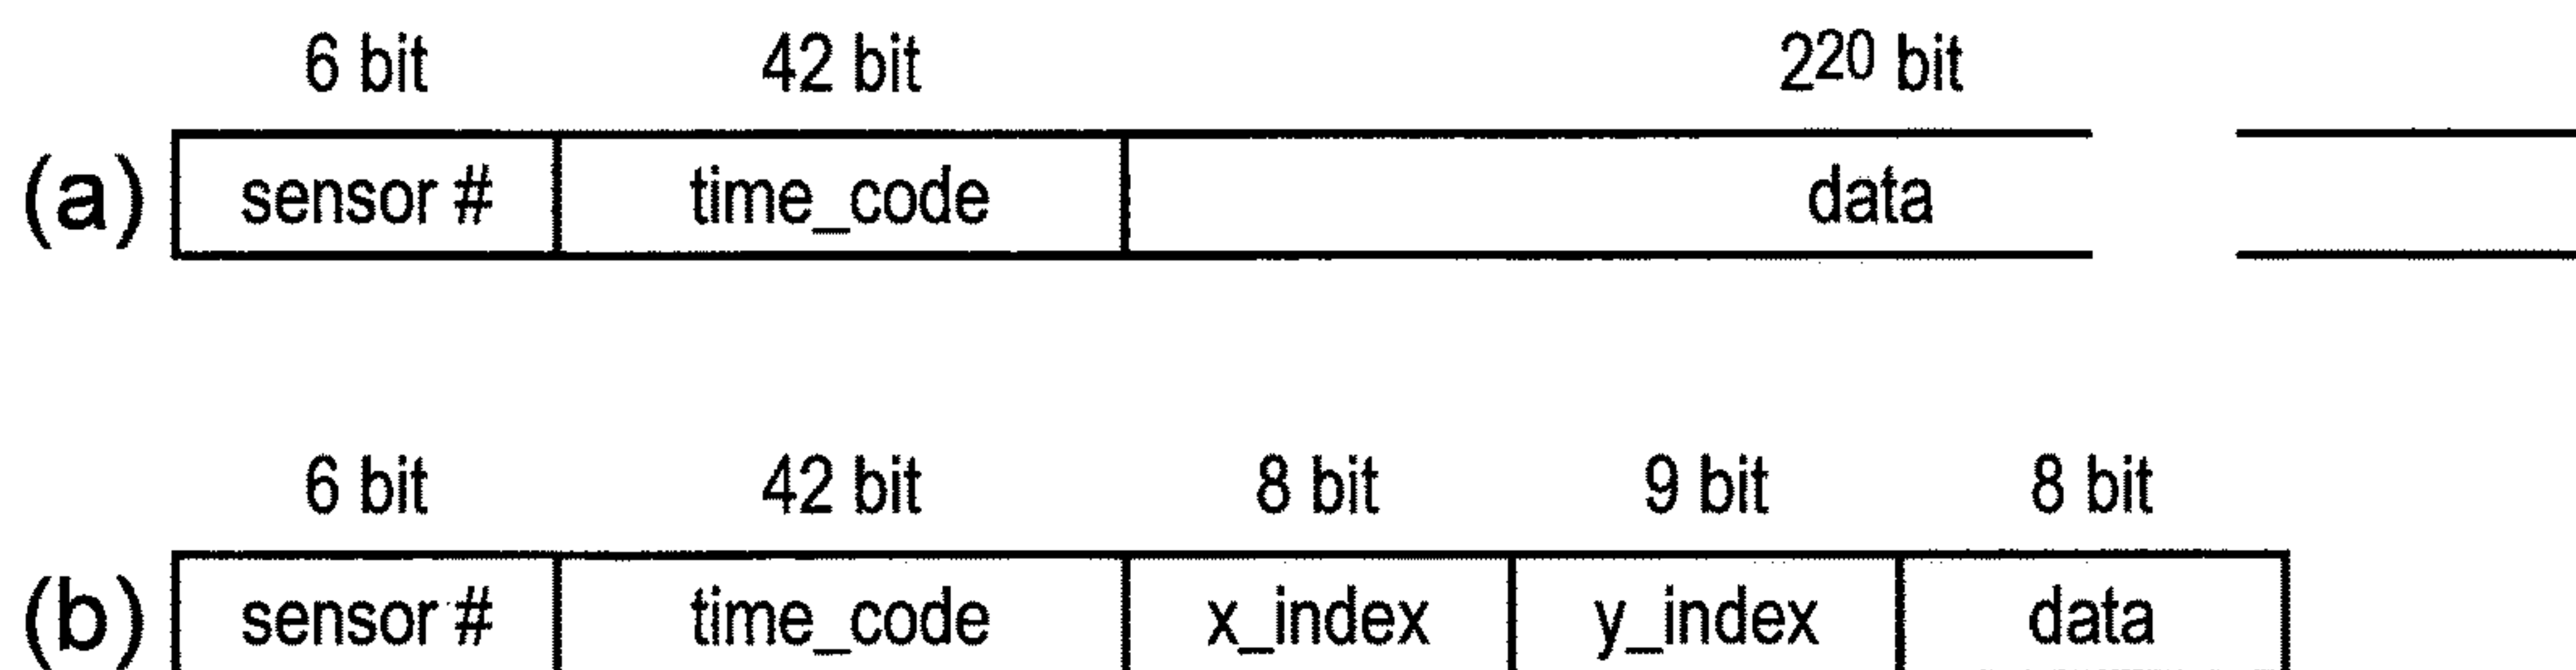 6 bit 42 bit 2²⁰ bit
(a) sensor # time_code data
6 bit 42 bit 8 bit 9 bit 8 bit
(b) sensor # time_code x_index y_index data